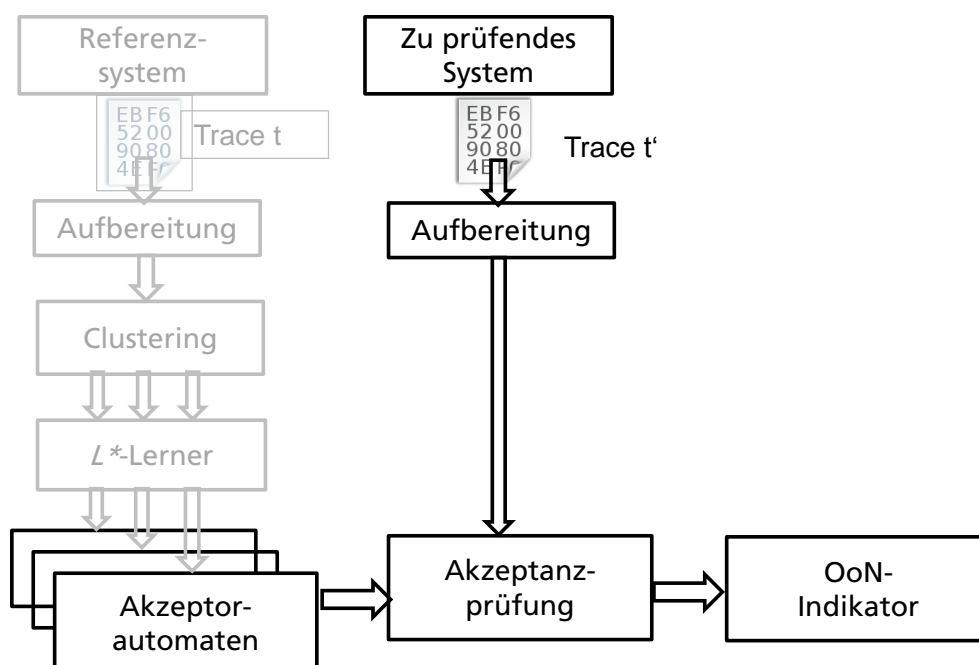 Referenz-
system
EB F6
52 00
90 80
Trace t
Aufbereitung
Clustering
L*-Lerner
Akzeptor-
automaten
Zu prüfendes
System
EB F6
52 00
90 80
Trace t‘
Aufbereitung
Akzeptanz-
prüfung
OoN-
Indikator